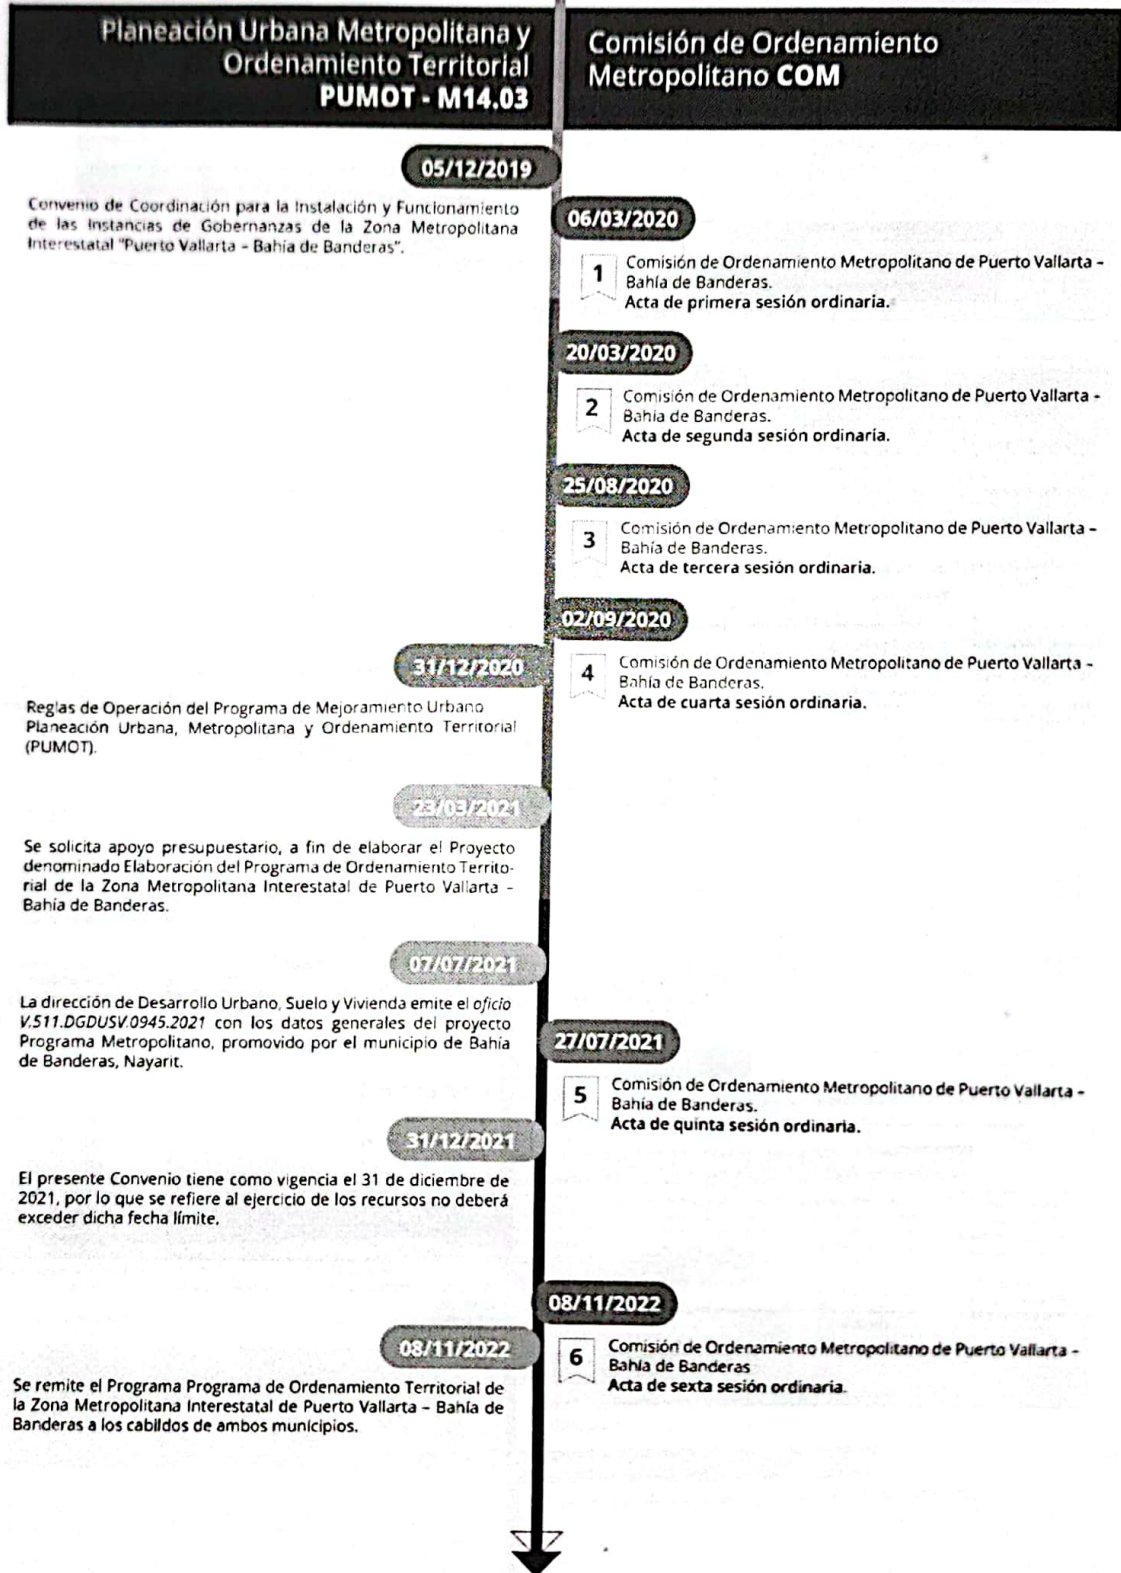 Planeación Urbana Metropolitana y
Ordenamiento Territorial
PUMOT - M14.03
Comisión de Ordenamiento
Metropolitano COM
05/12/2019
Convenio de Coordinación para la Instalación y Funcionamiento
de las Instancias de Gobernanzas de la Zona Metropolitana
Interestatal "Puerto Vallarta – Bahía de Banderas".
06/03/2020
1
Comisión de Ordenamiento Metropolitano de Puerto Vallarta –
Bahía de Banderas.
Acta de primera sesión ordinaria.
20/03/2020
2
Comisión de Ordenamiento Metropolitano de Puerto Vallarta –
Bahía de Banderas.
Acta de segunda sesión ordinaria.
25/08/2020
3
Comisión de Ordenamiento Metropolitano de Puerto Vallarta –
Bahía de Banderas.
Acta de tercera sesión ordinaria.
02/09/2020
4
Comisión de Ordenamiento Metropolitano de Puerto Vallarta –
Bahía de Banderas.
Acta de cuarta sesión ordinaria.
31/12/2020
Reglas de Operación del Programa de Mejoramiento Urbano
Planeación Urbana, Metropolitana y Ordenamiento Territorial
(PUMOT).
23/03/2021
Se solicita apoyo presupuestario, a fin de elaborar el Proyecto
denominado Elaboración del Programa de Ordenamiento Territo-
rial de la Zona Metropolitana Interestatal de Puerto Vallarta –
Bahía de Banderas.
07/07/2021
La dirección de Desarrollo Urbano, Suelo y Vivienda emite el oficio
V.511.DGDUSV.0945.2021 con los datos generales del proyecto
Programa Metropolitano, promovido por el municipio de Bahía
de Banderas, Nayarit.
27/07/2021
5
Comisión de Ordenamiento Metropolitano de Puerto Vallarta –
Bahía de Banderas.
Acta de quinta sesión ordinaria.
31/12/2021
El presente Convenio tiene como vigencia el 31 de diciembre de
2021, por lo que se refiere al ejercicio de los recursos no deberá
exceder dicha fecha límite.
08/11/2022
6
Comisión de Ordenamiento Metropolitano de Puerto Vallarta –
Bahía de Banderas
Acta de sexta sesión ordinaria.
08/11/2022
Se remite el Programa Programa de Ordenamiento Territorial de
la Zona Metropolitana Interestatal de Puerto Vallarta – Bahía de
Banderas a los cabildos de ambos municipios.